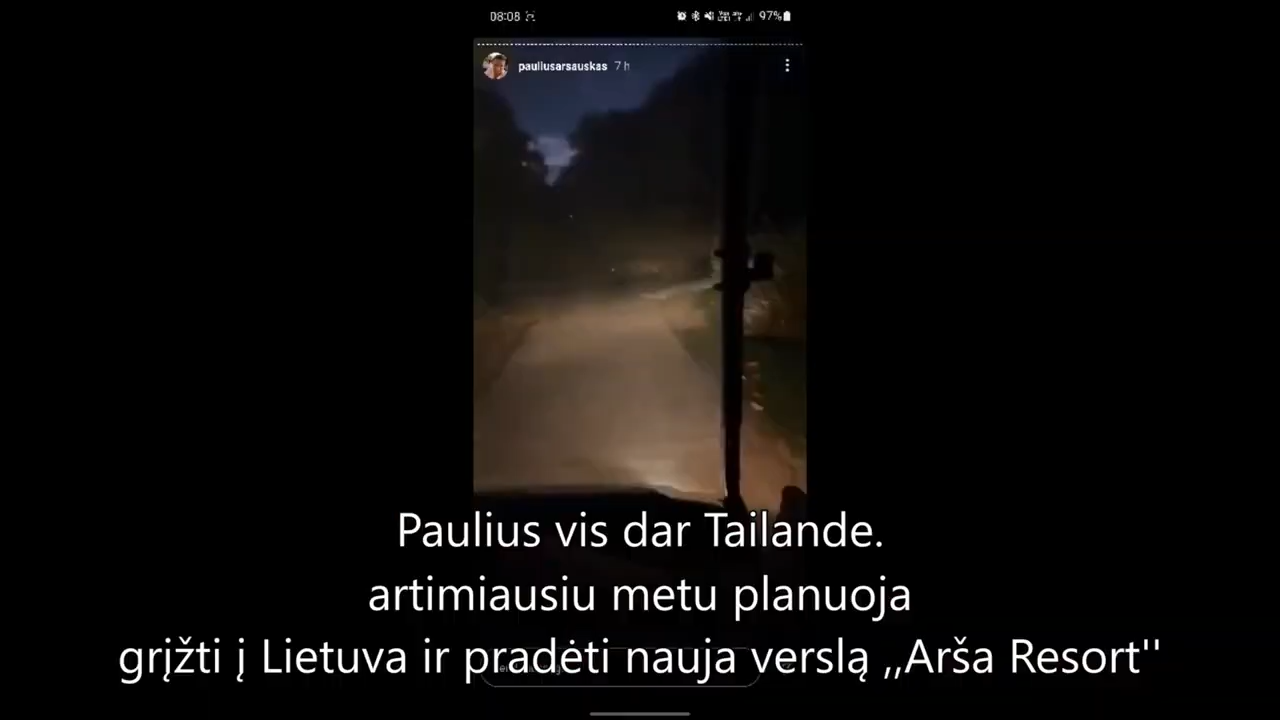 08:08
97%
pauliusarsauskas 7 h
Paulius vis dar Tailande.
artimiausiu metu planuoja
grįžti į Lietuva ir pradėti nauja verslą ,,Arša Resort''